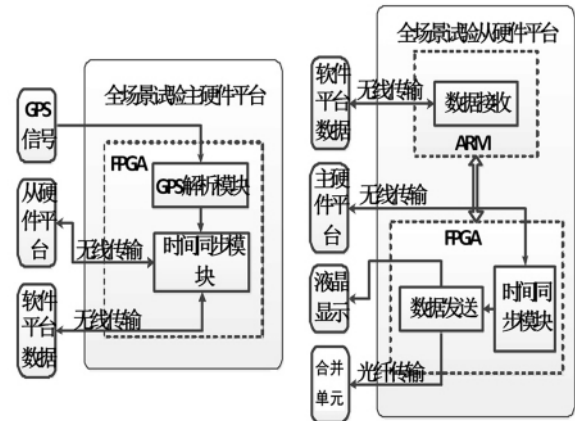 全场景试验主硬件平台
GPS
信号
FPGA
GPS解析模块
从硬
件平
台
无线传输
时间同步模
块
软件
平台
数据
无线传输
全场景试验从硬件平台
软件
平台
数据
无线传输
数据接收
ARM
主硬
件平
台
无线传输
FPGA
液晶
显示
数据发送
时间同
步模块
合并
单元
光纤传输